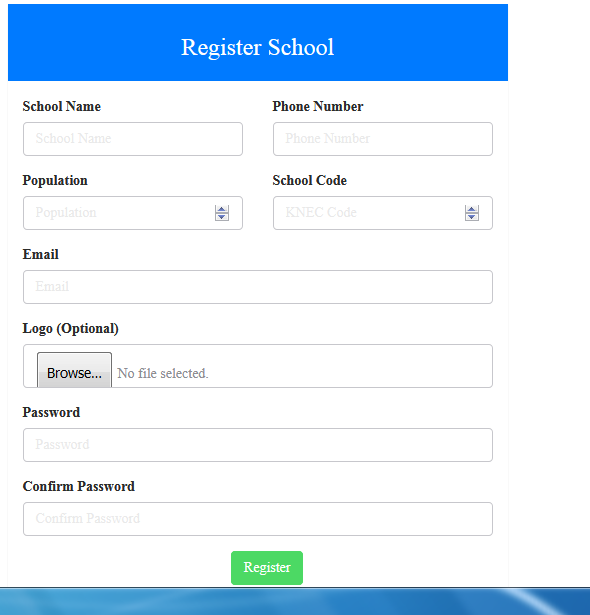 Register School
School Name Phone Number
School Name Phone Number
Population School Code
Population KNEC Code
Email
Email
Logo (Optional)
Browse... No file selected.
Password
Password
Confirm Password
Confirm Password
Register